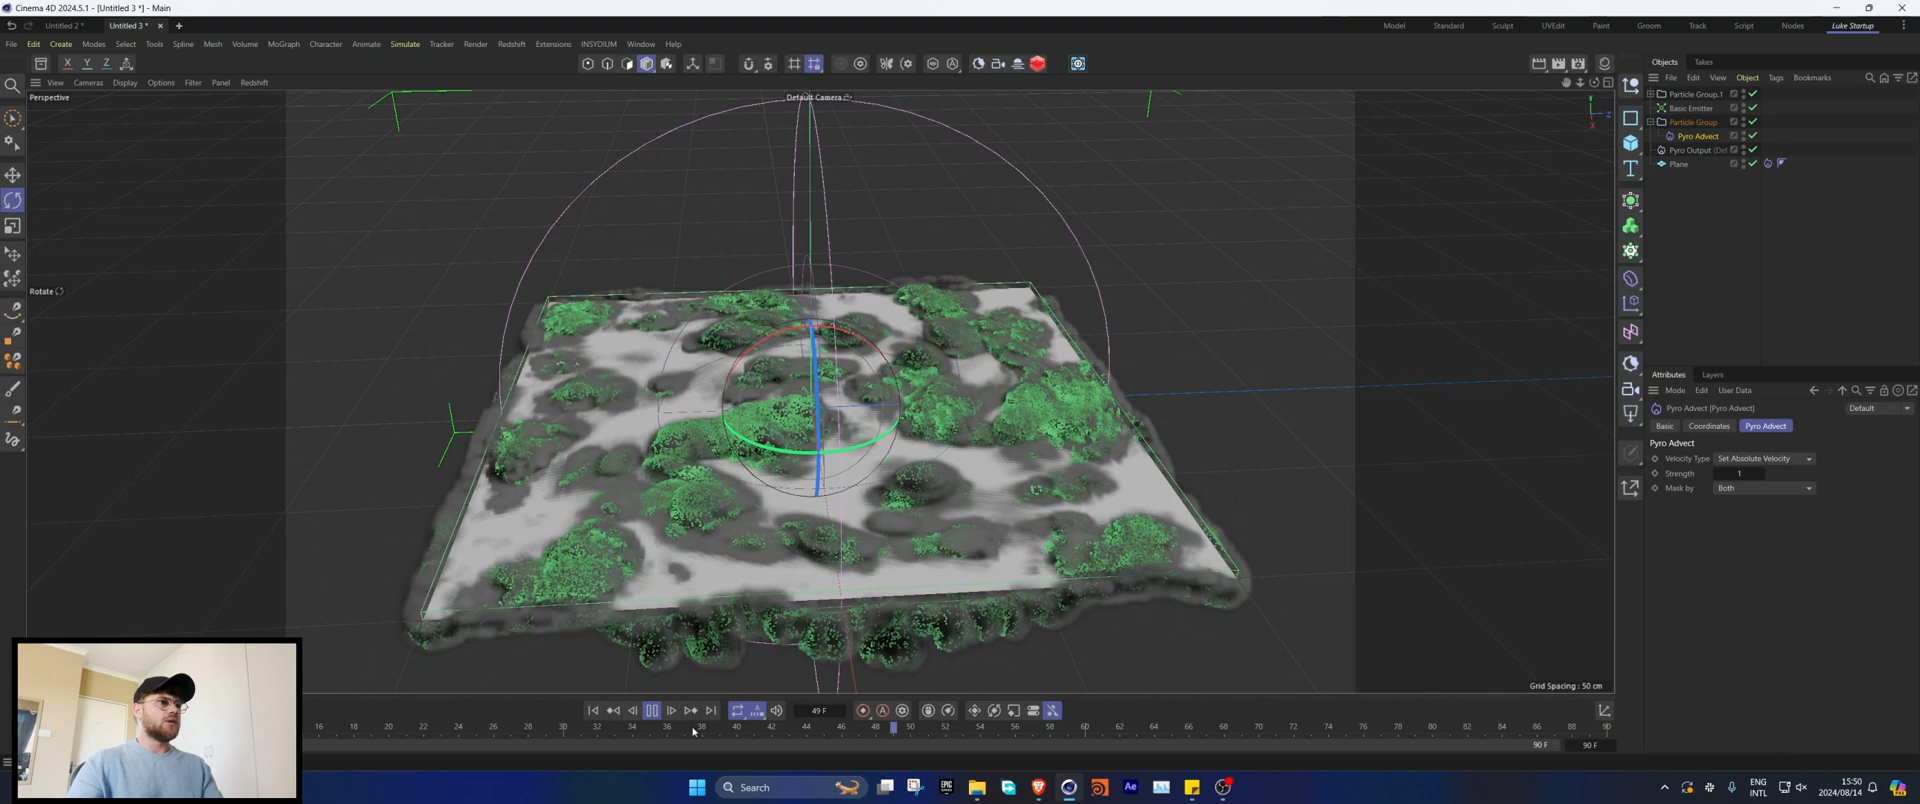 Cinema 4D 2024.5.1 - [Untitled 3 *] - Main
Untitled 2 *
Untitled 3 *
Model
Standard
Sculpt
UVEdit
Paint
Groom
Track
Script
Nodes
Luke Startup
File Edit Create Modes Select Tools Spline Mesh Volume MoGraph Character Animate Simulate Tracker Render Redshift Extensions INSYDIUM Window Help
X Y Z
View Cameras Display Options Filter Panel Redshift
Perspective
Default Camera
Rotate
Grid Spacing : 50 cm
Objects Takes
File Edit View Object Tags Bookmarks
Particle Group.1
Basic Emitter
Particle Group
Pyro Advect
Pyro Output
Plane
Attributes Layers
Mode Edit User Data
Pyro Advect [Pyro Advect]
Default
Basic Coordinates Pyro Advect
Pyro Advect
Velocity Type Set Absolute Velocity
Strength 1
Mask by Both
49 F
16 18 20 22 24 26 28 30 32 34 36 38 40 42 44 46 48 50 52 54 56 58 60 62 64 66 68 70 72 74 76 78 80 82 84 86 88 90
90 F
90 F
Search
ENG
INTL
15:50
2024/08/14